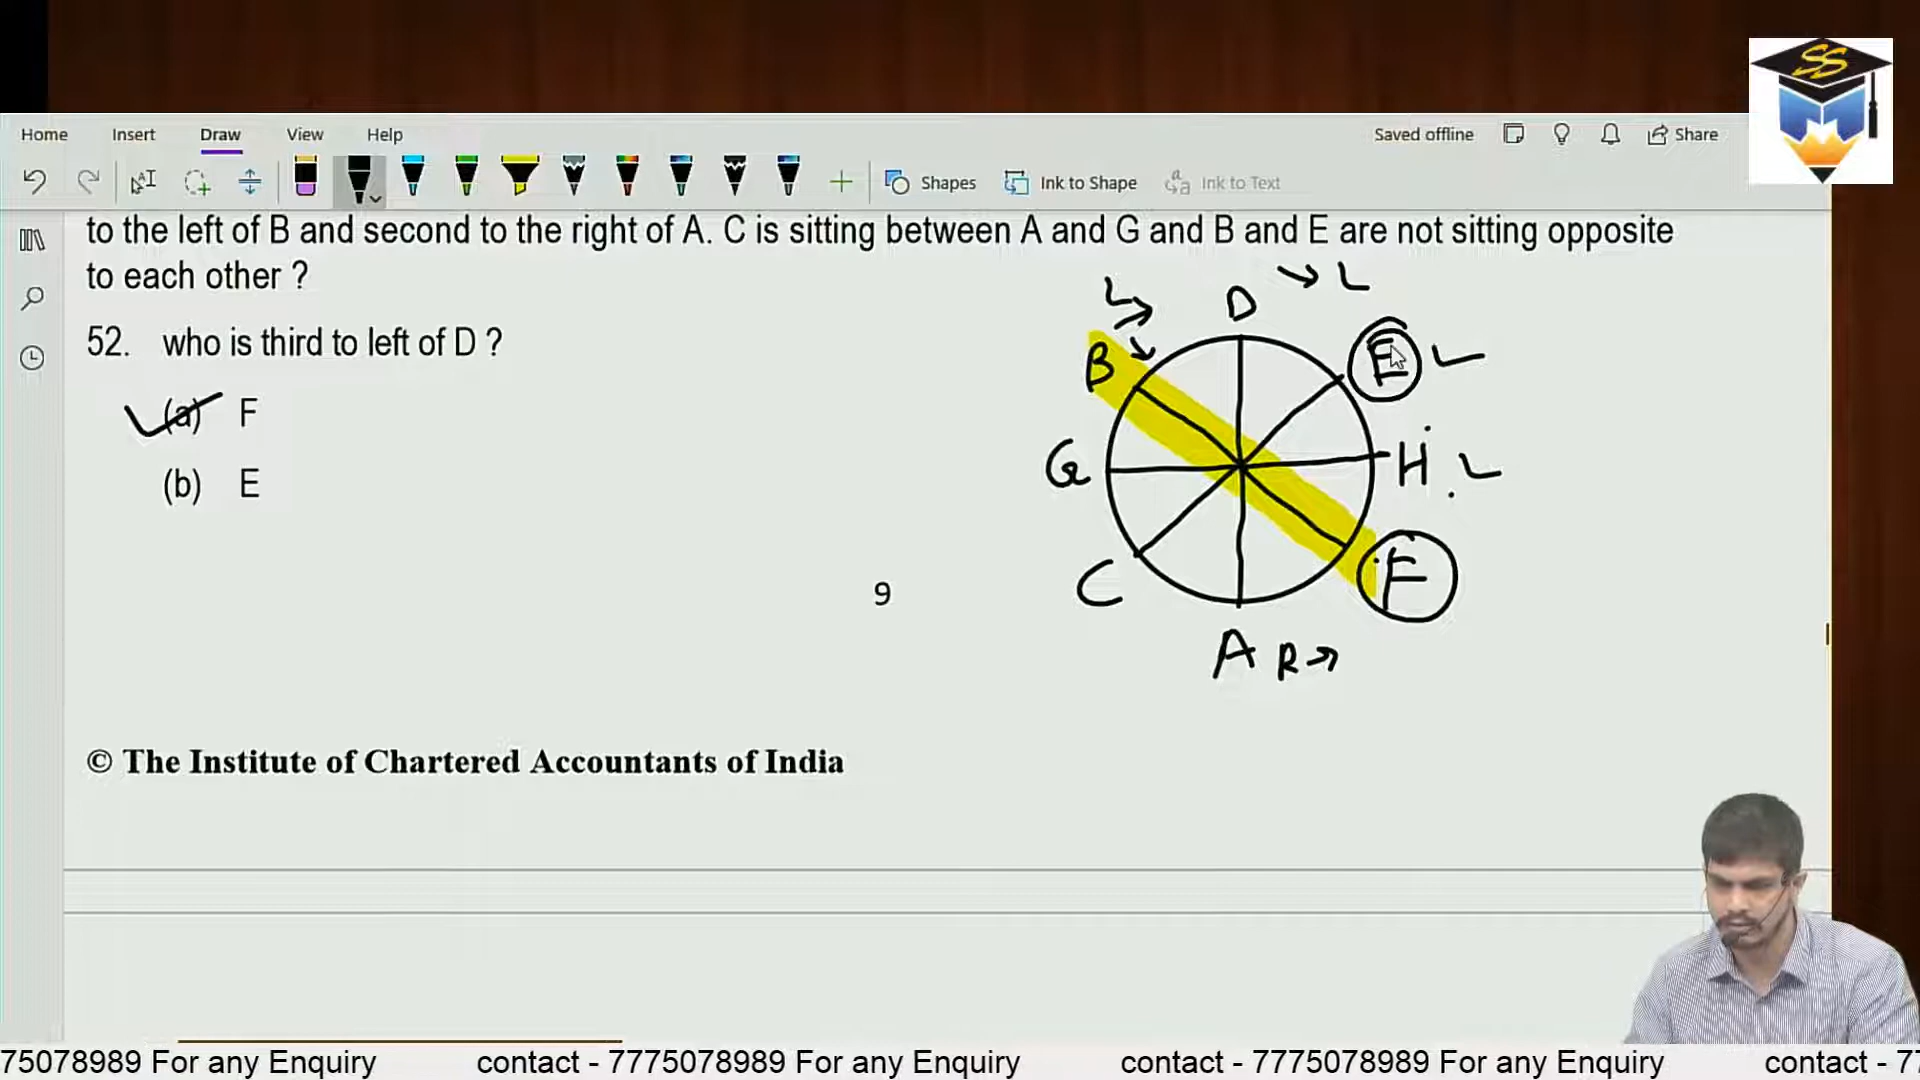 SS
Home Insert Draw View Help
Saved offline Share
Shapes Ink to Shape Ink to Text
to the left of B and second to the right of A. C is sitting between A and G and B and E are not sitting opposite
to each other ?
52. who is third to left of D ?
(a) F
(b) E
L D L
B E L
G H L
C F
A R
9
© The Institute of Chartered Accountants of India
75078989 For any Enquiry contact - 7775078989 For any Enquiry contact - 7775078989 For any Enquiry contact - 77